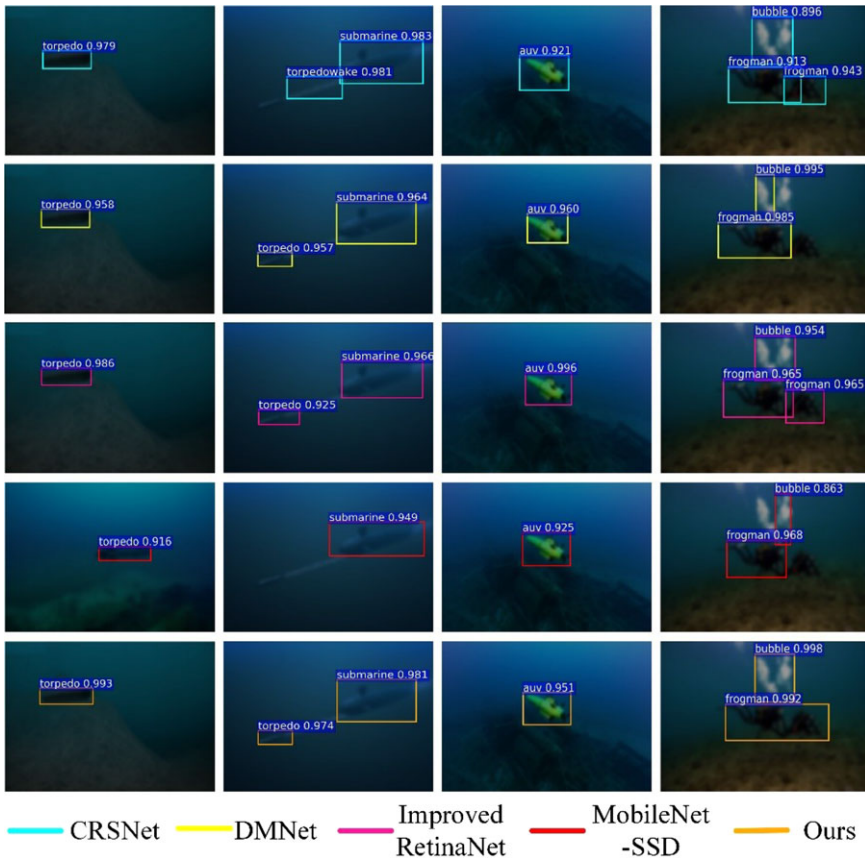 torpedo 0.979
submarine 0.983
torpedowake 0.981
auv 0.921
bubble 0.896
frogman 0.913
frogman 0.943
torpedo 0.958
submarine 0.964
torpedo 0.957
auv 0.960
bubble 0.995
frogman 0.985
torpedo 0.986
submarine 0.966
torpedo 0.925
auv 0.996
bubble 0.954
frogman 0.965
frogman 0.965
torpedo 0.916
submarine 0.949
auv 0.925
bubble 0.863
frogman 0.968
torpedo 0.993
submarine 0.981
torpedo 0.974
auv 0.951
bubble 0.998
frogman 0.992
CRSNet
DMNet
Improved
RetinaNet
MobileNet
-SSD
Ours